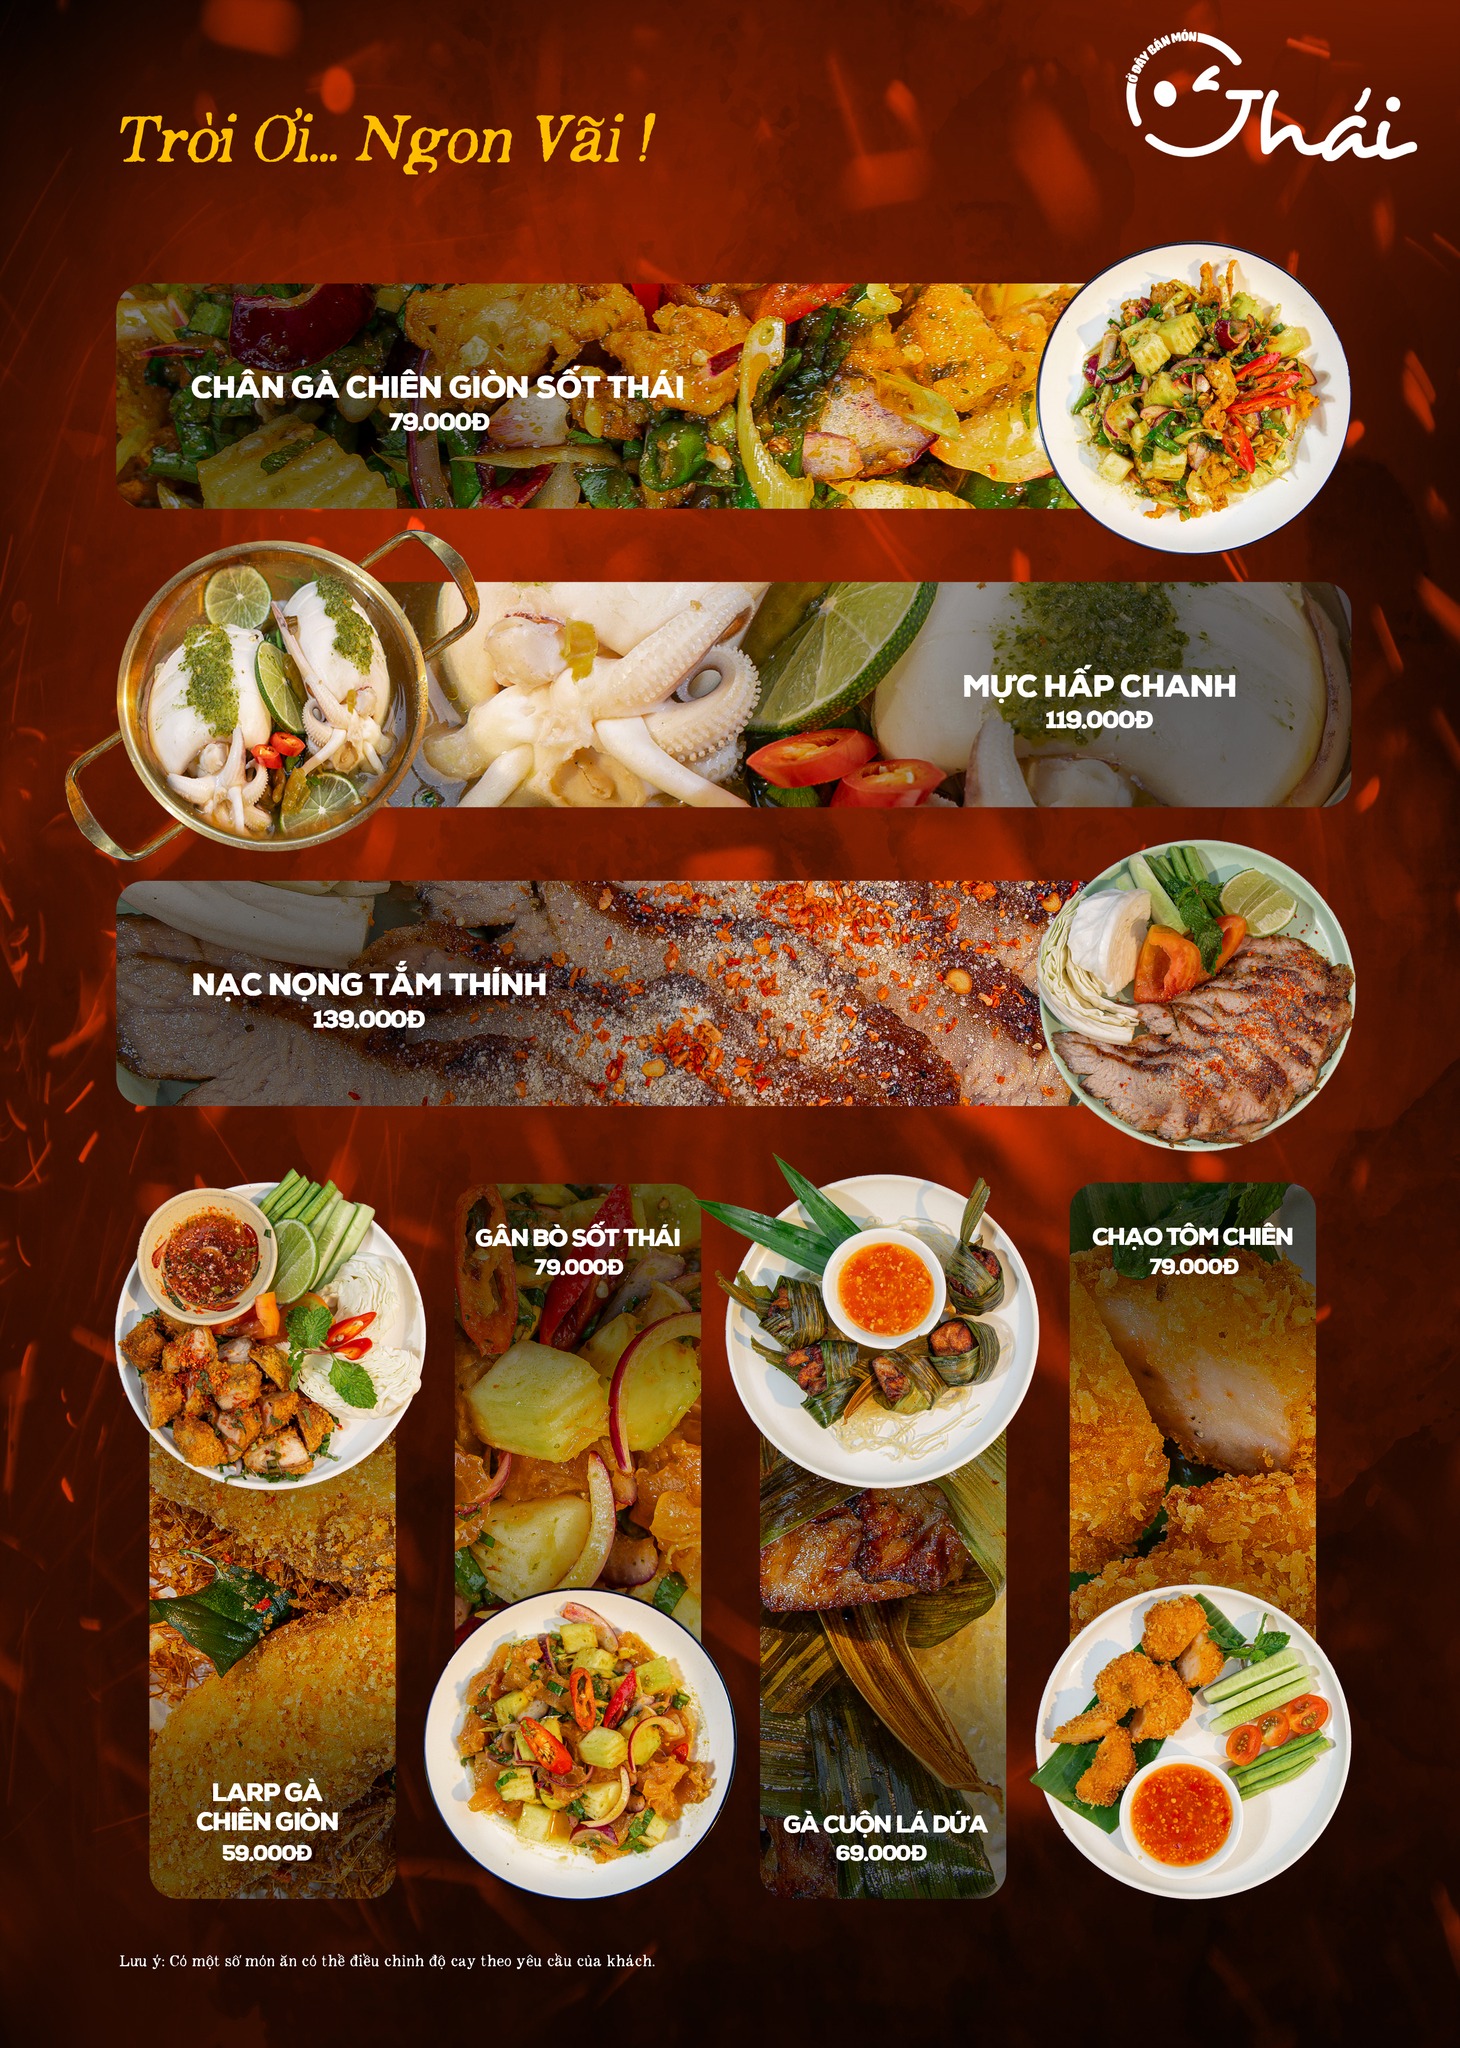 Trời Ơi... Ngon Vãi !
Ở ĐÂY BÁN MÓN
Thái
CHÂN GÀ CHIÊN GIÒN SỐT THÁI
79.000Đ
MỰC HẤP CHANH
119.000Đ
NẠC NỌNG TẮM THÍNH
139.000Đ
GÂN BÒ SỐT THÁI
79.000Đ
CHẠO TÔM CHIÊN
79.000Đ
LARP GÀ
CHIÊN GIÒN
59.000Đ
GÀ CUỘN LÁ DỨA
69.000Đ
Lưu ý: Có một số món ăn có thể điều chỉnh độ cay theo yêu cầu của khách.